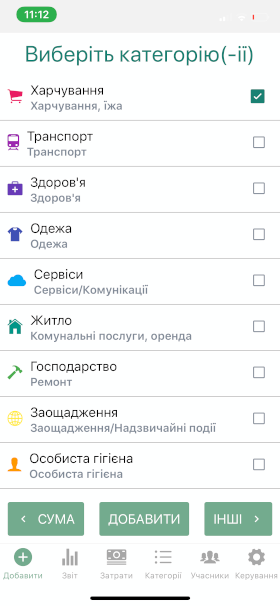 11:12
Виберіть категорію(-ії)
Харчування
Харчування, їжа
Транспорт
Транспорт
Здоров'я
Здоров'я
Одежа
Одежа
Сервіси
Сервіси/Комунікації
Житло
Комунальні послуги, оренда
Господарство
Ремонт
Заощадження
Заощадження/Надзвичайні події
Особиста гігієна
Особиста гігієна
‹ СУМА ДОБАВИТИ ІНШІ ›
Добавити Звіт Затрати Категорії Учасники Керування